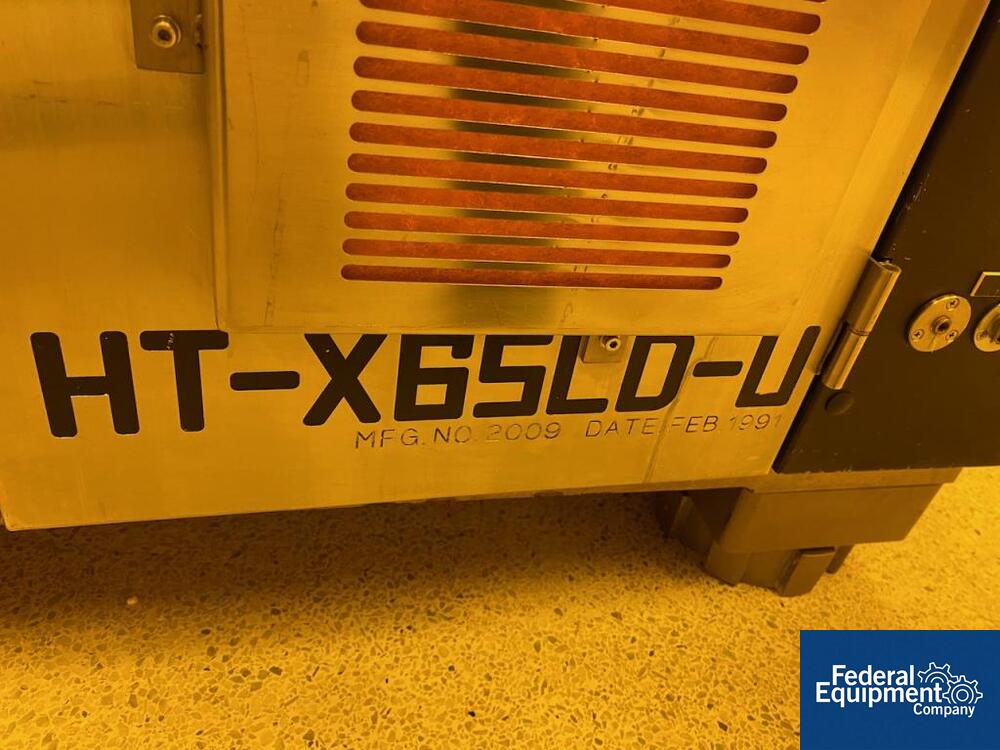 HT-X65LD-U
MFG. NO. 2009 DATE. FEB. 1991
Federal
Equipment
Company